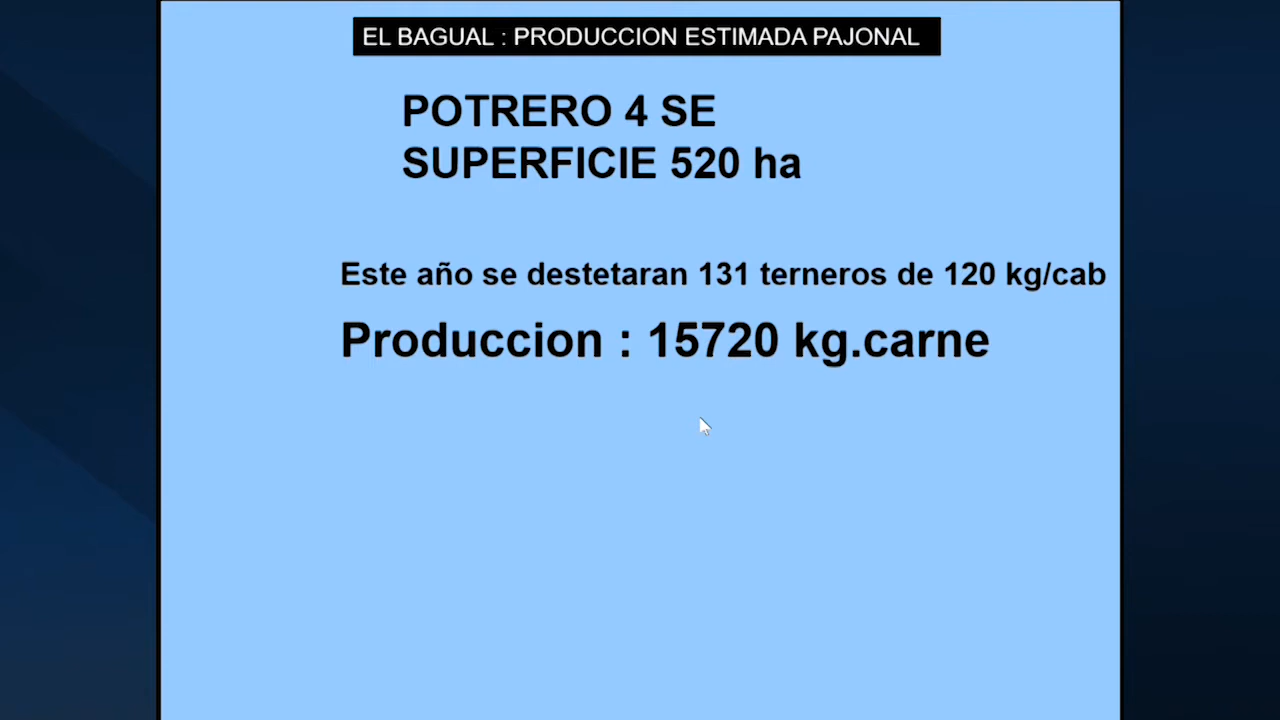 EL BAGUAL : PRODUCCION ESTIMADA PAJONAL
POTRERO 4 SE
SUPERFICIE 520 ha
Este año se destetaran 131 terneros de 120 kg/cab
Produccion : 15720 kg.carne